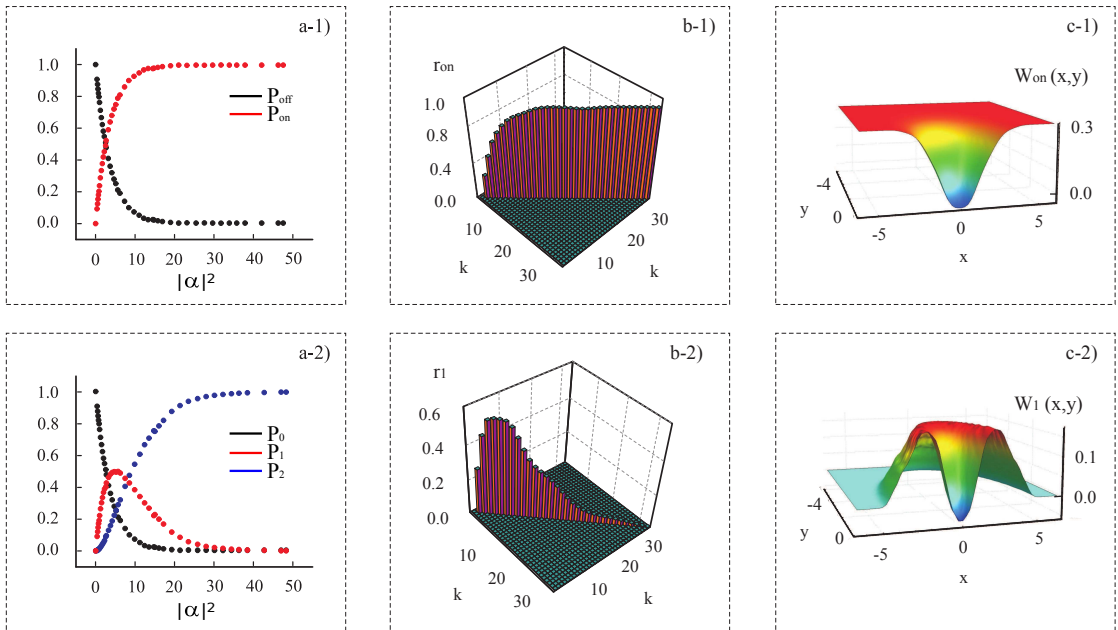 a-1)
1.0
0.8
0.6
0.4
0.2
0.0
P_off
P_on
0 10 20 30 40 50
|α|²
b-1)
r_on
1.0
0.8
0.4
0.0
10
20
30
k
30
20
10
k
c-1)
W_on (x,y)
0.3
0.0
-4
0
y
-5 0 5
x
a-2)
1.0
0.8
0.6
0.4
0.2
0.0
P_0
P_1
P_2
0 10 20 30 40 50
|α|²
b-2)
r_1
0.6
0.4
0.2
0.0
10
20
30
k
30
20
10
k
c-2)
W_1 (x,y)
0.1
0.0
-4
0
y
-5 0 5
x